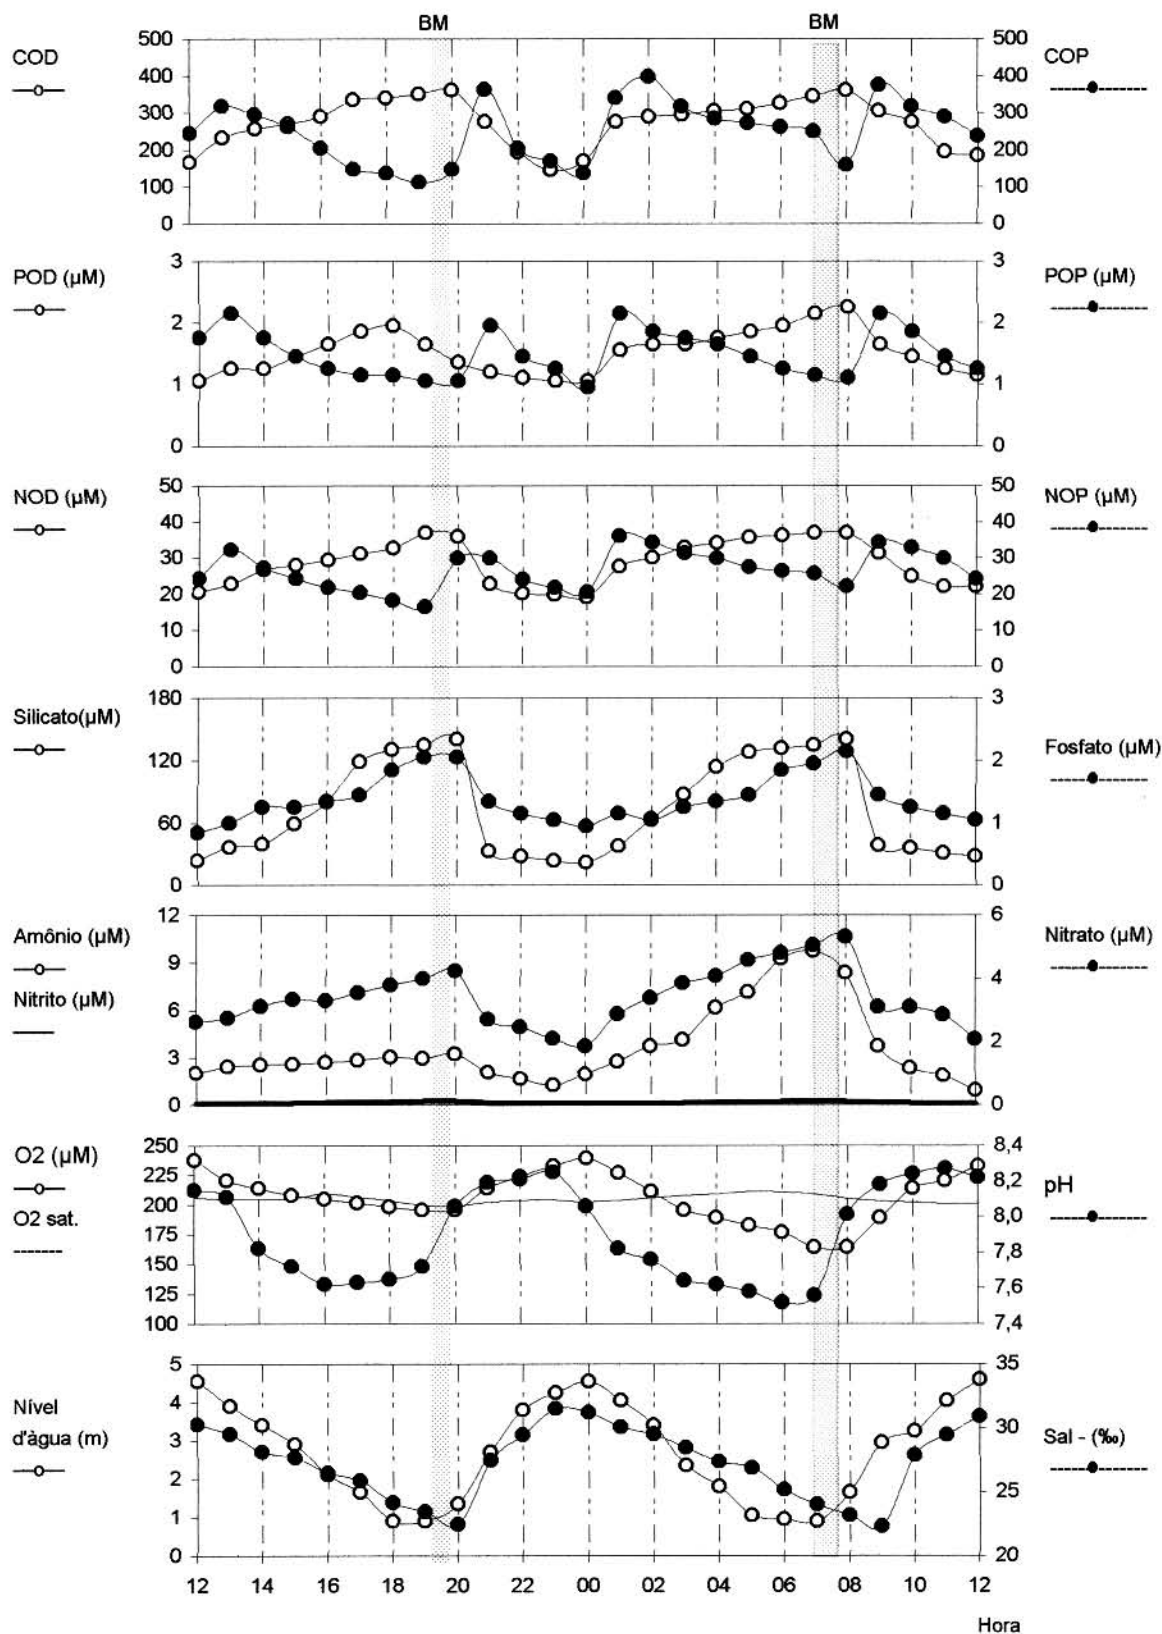 BM BM
COD 500 500 COP
400 400
300 300
200 200
100 100
0 0
POD (µM) 3 3 POP (µM)
2 2
1 1
0 0
NOD (µM) 50 50 NOP (µM)
40 40
30 30
20 20
10 10
0 0
Silicato(µM) 180 3 Fosfato (µM)
120 2
60 1
0 0
Amônio (µM) 12 6 Nitrato (µM)
Nitrito (µM) 9 4
6 2
3 0
0
O2 (µM) 250 8,4 pH
O2 sat. 225 8,2
200 8,0
175 7,8
150 7,6
125 7,4
100
Nível 5 35 Sal - (‰)
d'àgua (m) 4 30
3 25
2 20
1
0
12 14 16 18 20 22 00 02 04 06 08 10 12
Hora